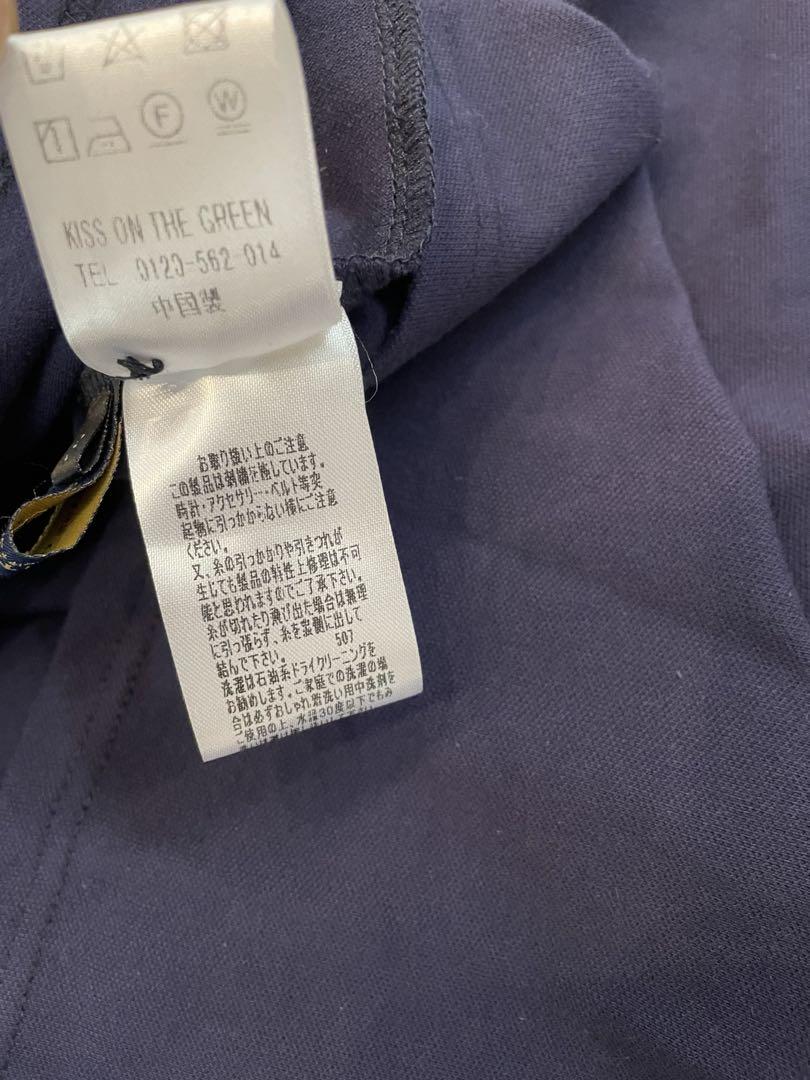 F W
KISS ON THE GREEN
TEL 0120-562-014
中国製
お取り扱い上のご注意
この製品は刺繍を施しています。
時計・アクセサリー・ベルト等突
起物に引っかからない様にご注意
ください。
又、糸の引っかかりや引きつれが
生じても製品の特性上修理は不可
能と思われますのでご了承下さい。
糸が切れたり飛び出た場合は無理
に引っ張らず、糸を裏側に出して
結んで下さい。 507
洗濯は石油系ドライクリーニングを
お勧めします。ご家庭での洗濯の場
合は必ずおしゃれ着洗い用中性洗剤を
ご使用の上、水温30度以下でもみ